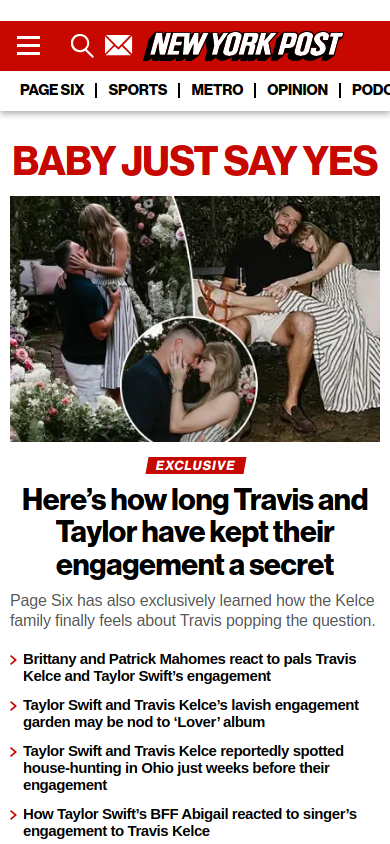 NEW YORK POST
PAGE SIX
SPORTS
METRO
OPINION
PODC
BABY JUST SAY YES
EXCLUSIVE
Here’s how long Travis and
Taylor have kept their
engagement a secret
Page Six has also exclusively learned how the Kelce
family finally feels about Travis popping the question.
Brittany and Patrick Mahomes react to pals Travis
Kelce and Taylor Swift’s engagement
Taylor Swift and Travis Kelce’s lavish engagement
garden may be nod to ‘Lover’ album
Taylor Swift and Travis Kelce reportedly spotted
house-hunting in Ohio just weeks before their
engagement
How Taylor Swift’s BFF Abigail reacted to singer’s
engagement to Travis Kelce